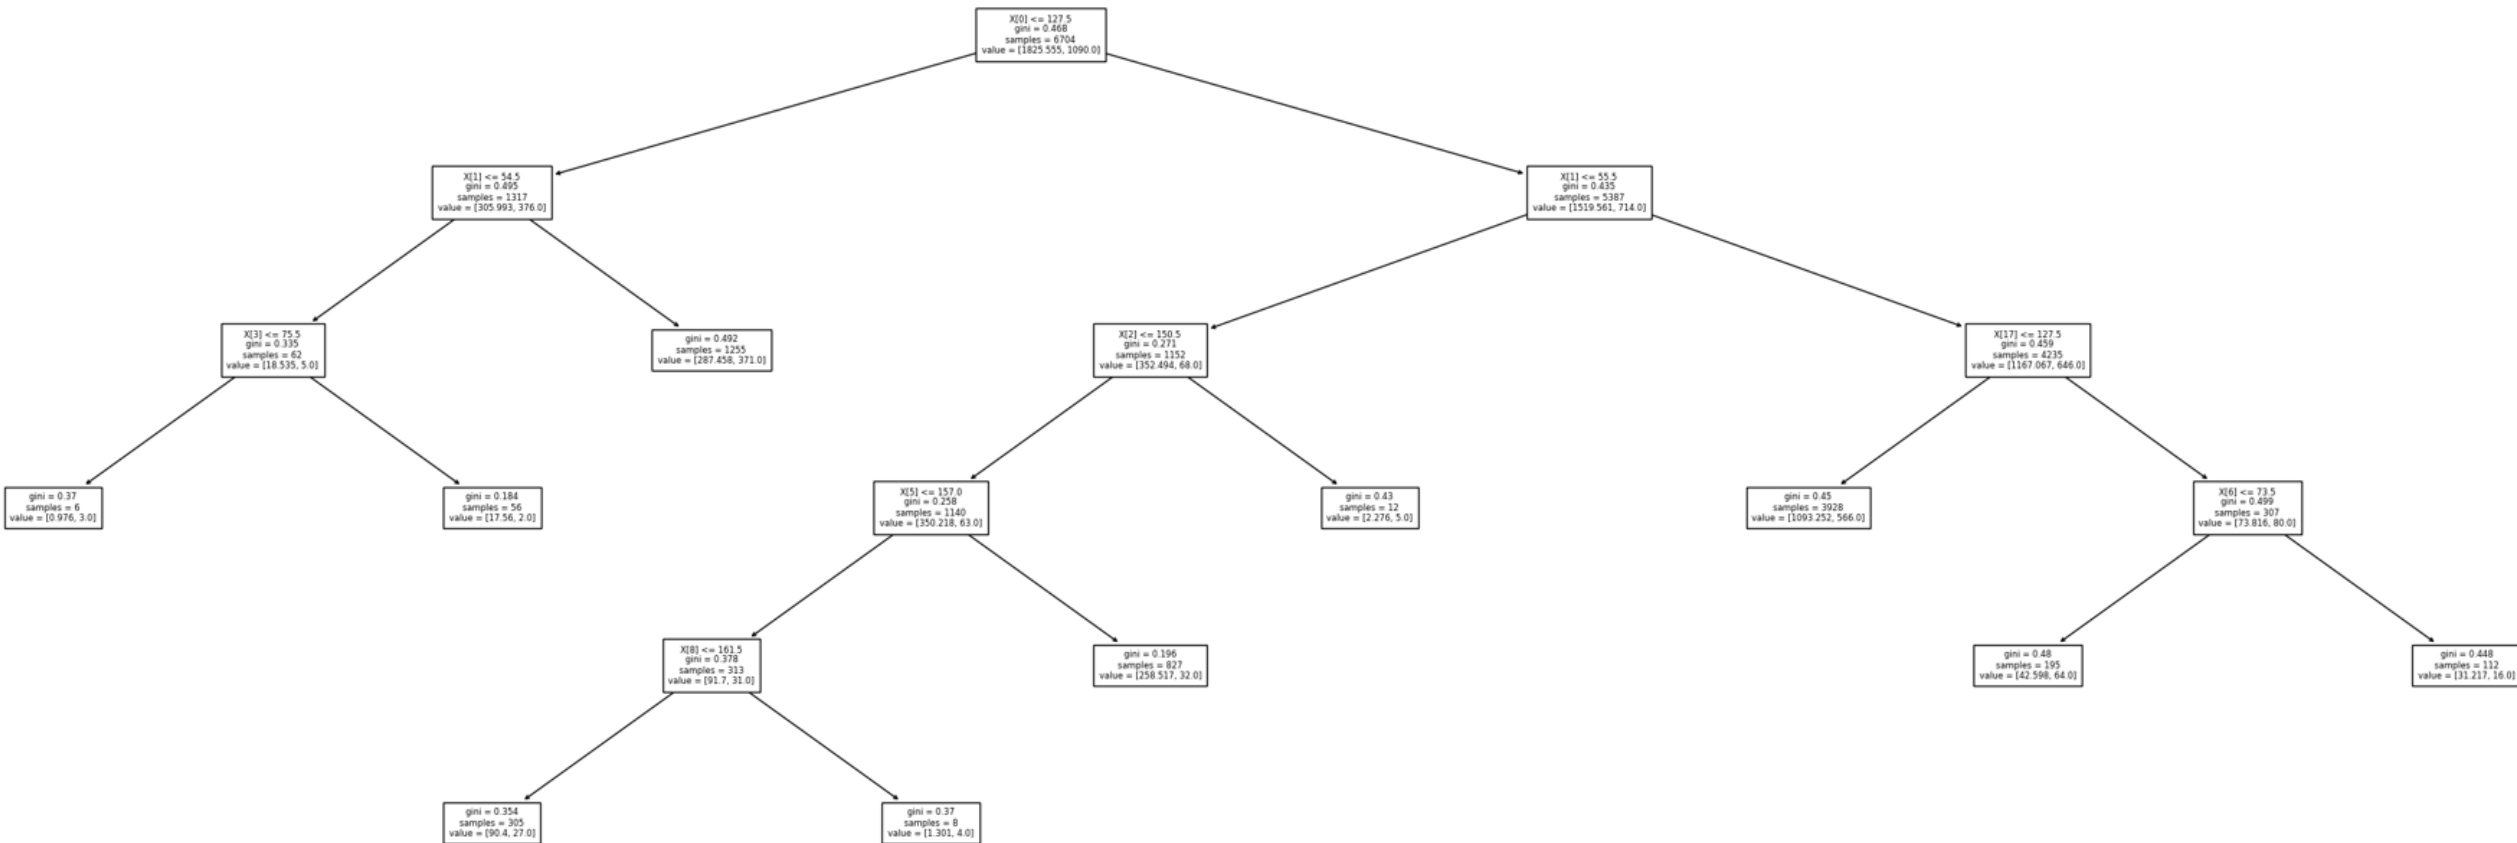 X[0] <= 127.5
gini = 0.468
samples = 6704
value = [1825.555, 1090.0]
X[1] <= 54.5
gini = 0.495
samples = 1317
value = [305.993, 376.0]
X[1] <= 55.5
gini = 0.435
samples = 5387
value = [1519.561, 714.0]
X[3] <= 75.5
gini = 0.335
samples = 62
value = [18.535, 5.0]
gini = 0.492
samples = 1255
value = [287.458, 371.0]
X[2] <= 150.5
gini = 0.271
samples = 1152
value = [352.494, 68.0]
X[17] <= 127.5
gini = 0.459
samples = 4235
value = [1167.067, 646.0]
gini = 0.37
samples = 6
value = [0.976, 3.0]
gini = 0.184
samples = 56
value = [17.56, 2.0]
X[5] <= 157.0
gini = 0.258
samples = 1140
value = [350.218, 63.0]
gini = 0.43
samples = 12
value = [2.276, 5.0]
gini = 0.45
samples = 3928
value = [1093.252, 566.0]
X[6] <= 73.5
gini = 0.499
samples = 307
value = [73.816, 80.0]
X[8] <= 161.5
gini = 0.378
samples = 313
value = [91.7, 31.0]
gini = 0.196
samples = 827
value = [258.517, 32.0]
gini = 0.48
samples = 195
value = [42.598, 64.0]
gini = 0.448
samples = 112
value = [31.217, 16.0]
gini = 0.354
samples = 305
value = [90.4, 27.0]
gini = 0.37
samples = 8
value = [1.301, 4.0]